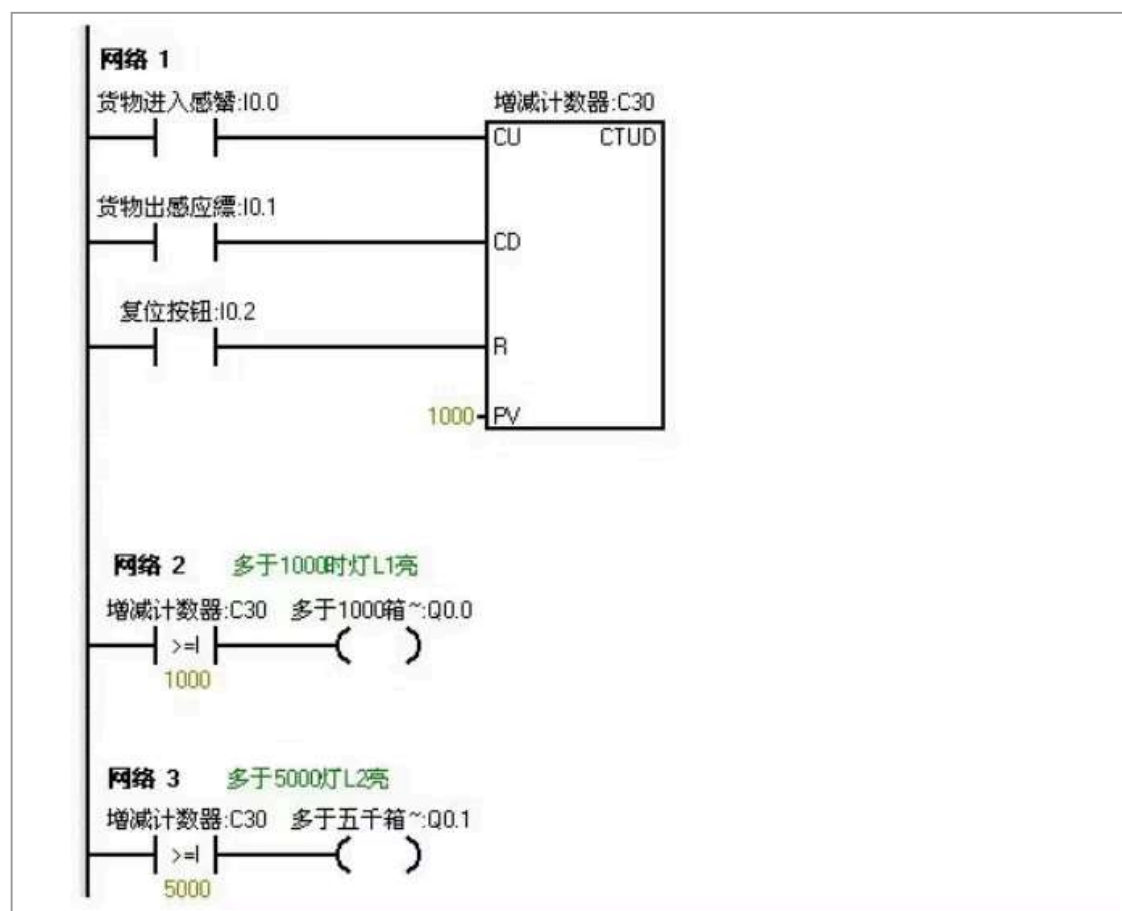 网络 1
货物进入感蟼:I0.0
增减计数器:C30
CU CTUD
货物出感应缥:I0.1
CD
复位按钮:I0.2
R
1000 PV
网络 2 多于1000时灯L1亮
增减计数器:C30 多于1000箱~:Q0.0
>=I
1000
网络 3 多于5000灯L2亮
增减计数器:C30 多于五千箱~:Q0.1
>=I
5000